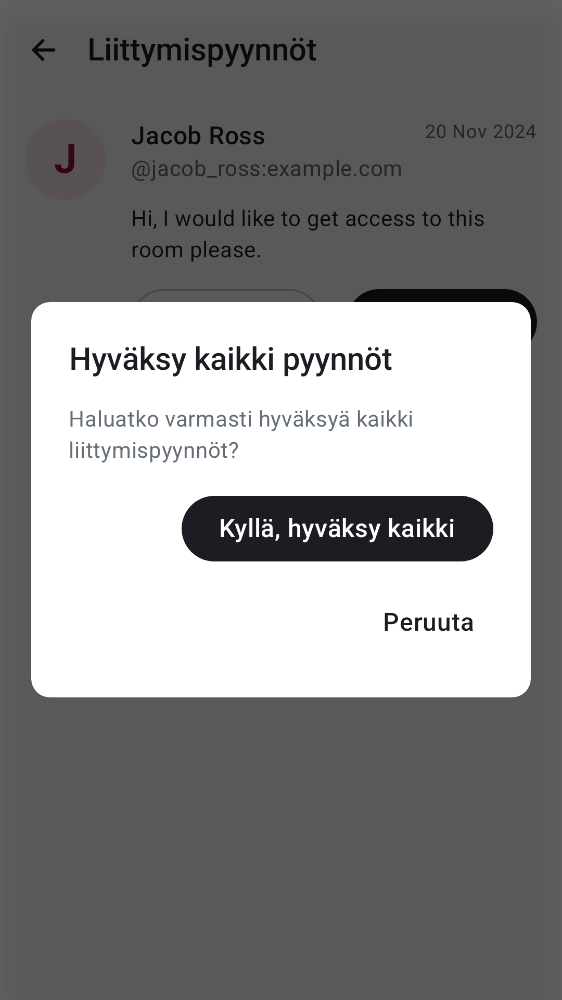 Liittymispyynnöt
J
Jacob Ross
20 Nov 2024
@jacob_ross:example.com
Hi, I would like to get access to this
room please.
Hyväksy kaikki pyynnöt
Haluatko varmasti hyväksyä kaikki
liittymispyynnöt?
Kyllä, hyväksy kaikki
Peruuta